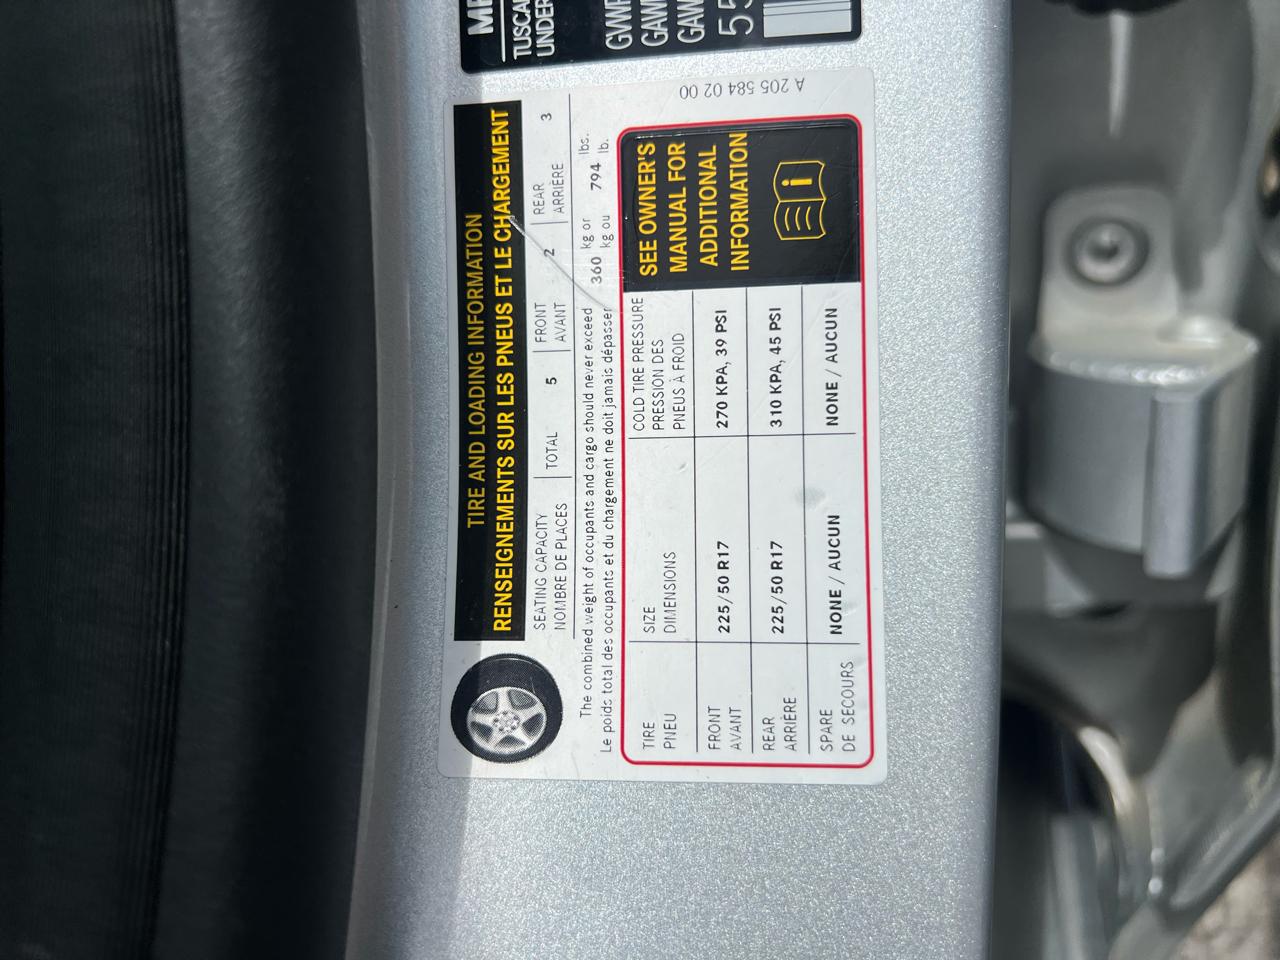 TUSCA
UNDER
GAW
GAW
TIRE AND LOADING INFORMATION
RENSEIGNEMENTS SUR LES PNEUS ET LE CHARGEMENT
SEATING CAPACITY TOTAL 5 FRONT 2 REAR 3
NOMBRE DE PLACES AVANT ARRIÈRE
The combined weight of occupants and cargo should never exceed 360 kg or 794 lbs.
Le poids total des occupants et du chargement ne doit jamais dépasser kg ou lb.
TIRE SIZE COLD TIRE PRESSURE
PNEU DIMENSIONS PRESSION DES
PNEUS À FROID
FRONT 225/50 R17 270 KPA, 39 PSI
AVANT
REAR 225/50 R17 310 KPA, 45 PSI
ARRIÈRE
SPARE NONE / AUCUN NONE / AUCUN
DE SECOURS
SEE OWNER'S
MANUAL FOR
ADDITIONAL
INFORMATION
A 205 584 02 00